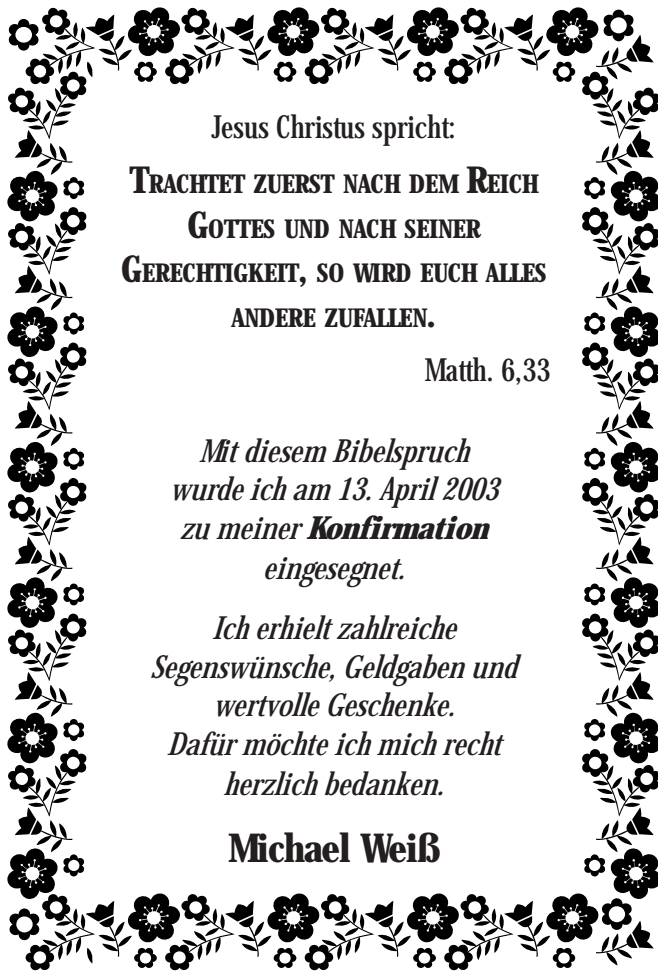 Jesus Christus spricht:
TRACHTET ZUERST NACH DEM REICH
GOTTES UND NACH SEINER
GERECHTIGKEIT, SO WIRD EUCH ALLES
ANDERE ZUFALLEN.
Matth. 6,33
Mit diesem Bibelspruch
wurde ich am 13. April 2003
zu meiner Konfirmation
eingesegnet.
Ich erhielt zahlreiche
Segenswünsche, Geldgaben und
wertvolle Geschenke.
Dafür möchte ich mich recht
herzlich bedanken.
Michael Weiß